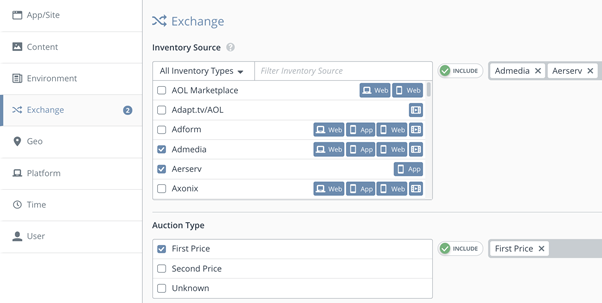 App/Site
Content
Environment
Exchange 2
Geo
Platform
Time
User
Exchange
Inventory Source ?
All Inventory Types Filter Inventory Source
INCLUDE Admedia Aerserv
AOL Marketplace Web Web
Adapt.tv/AOL
Adform Web App Web
Admedia Web App Web
Aerserv App
Axonix Web App Web
Auction Type
First Price
INCLUDE First Price
Second Price
Unknown